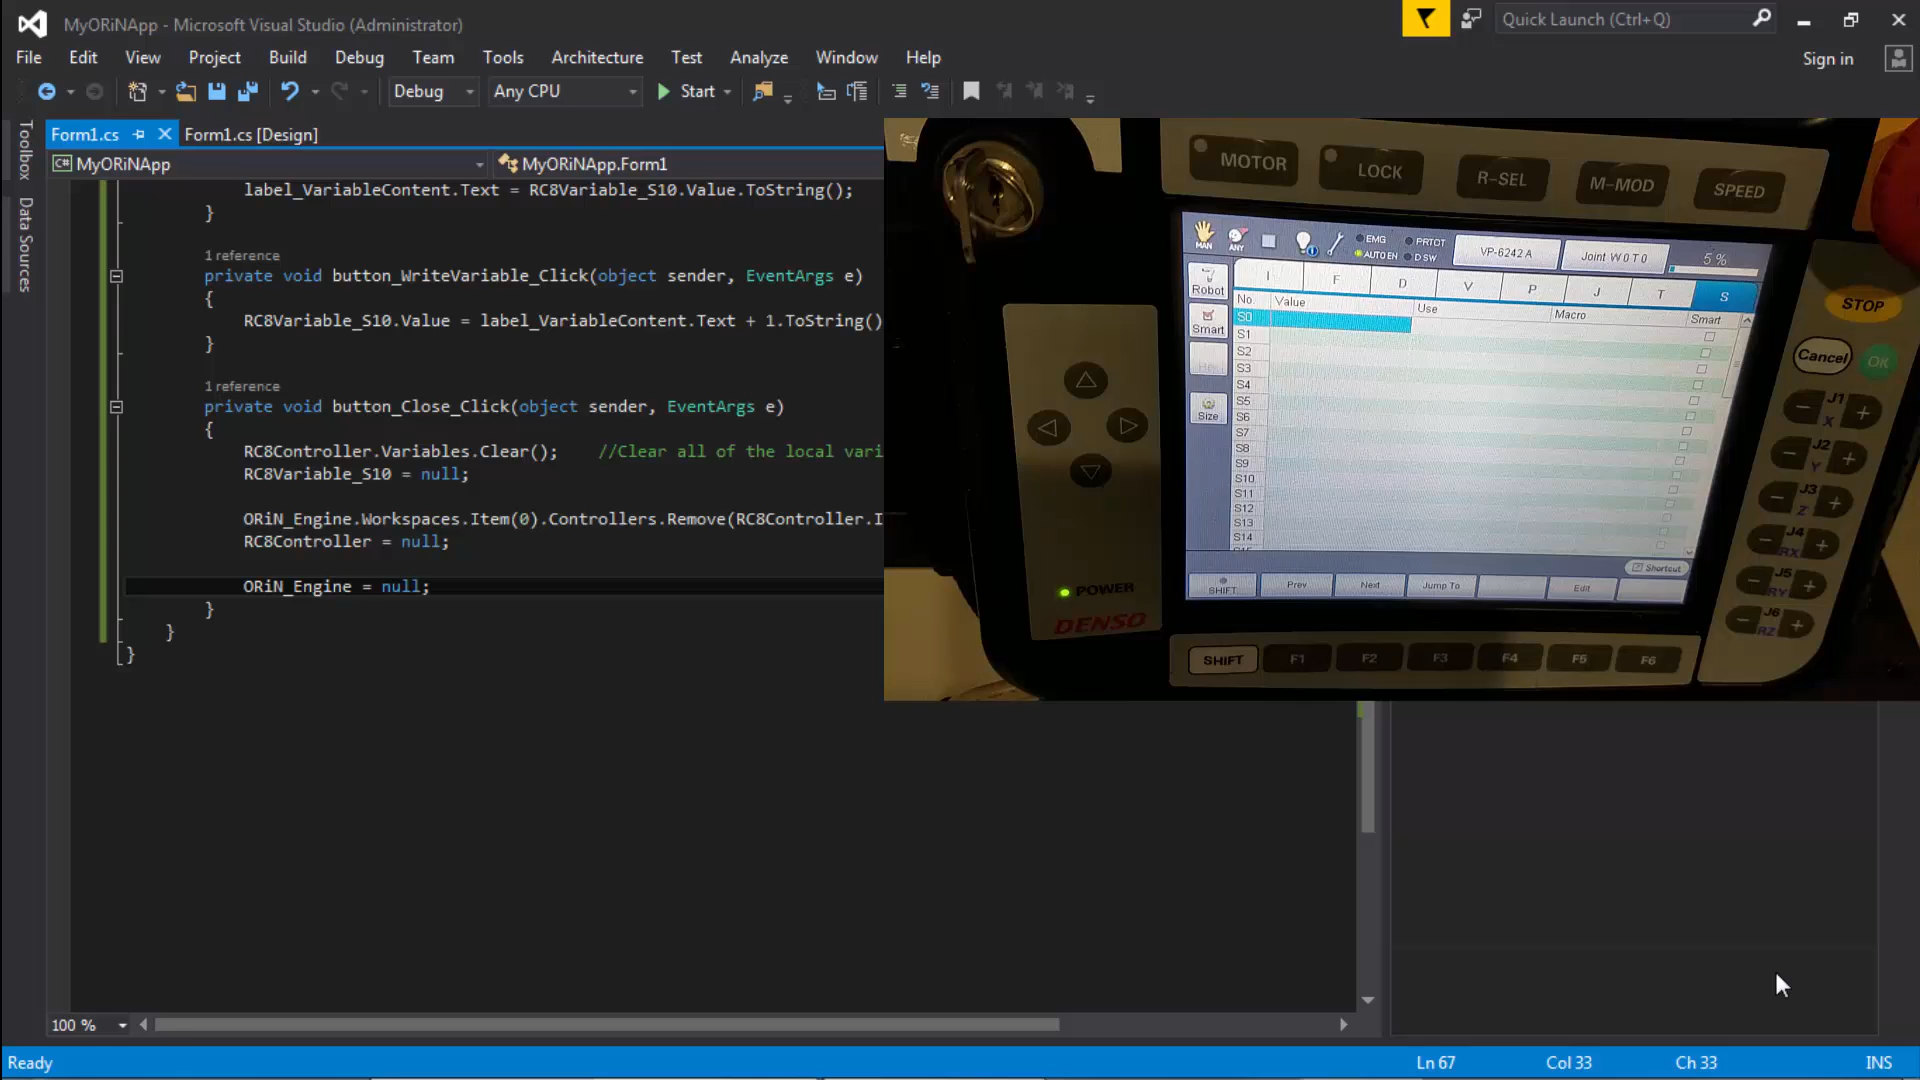 MyORiNApp - Microsoft Visual Studio (Administrator)
Quick Launch (Ctrl+Q)
File Edit View Project Build Debug Team Tools Architecture Test Analyze Window Help
Sign in
Debug Any CPU Start
Toolbox
Data Sources
Form1.cs Form1.cs [Design]
C# MyORiNApp MyORiNApp.Form1
label_VariableContent.Text = RC8Variable_S10.Value.ToString();
}
1 reference
private void button_WriteVariable_Click(object sender, EventArgs e)
{
RC8Variable_S10.Value = label_VariableContent.Text + 1.ToString()
}
1 reference
private void button_Close_Click(object sender, EventArgs e)
{
RC8Controller.Variables.Clear(); //Clear all of the local vari
RC8Variable_S10 = null;
ORiN_Engine.Workspaces.Item(0).Controllers.Remove(RC8Controller.I
RC8Controller = null;
ORiN_Engine = null;
}
}
}
MOTOR LOCK R-SEL M-MOD SPEED
MAN ANY EMG PRTCT VP-6242 A Joint W 0 T 0 5 %
AUTO EN D SW
I F D V P J T S
No. Value Use Macro Smart
Robot
Smart
Size
S0
S1
S2
S3
S4
S5
S6
S7
S8
S9
S10
S11
S12
S13
S14
Shortcut
SHIFT Prev Next Jump To Edit
STOP
Cancel OK
− J1 X +
− J2 Y +
− J3 Z +
− J4 RX +
− J5 RY +
− J6 RZ +
POWER
DENSO
SHIFT F1 F2 F3 F4 F5 F6
100 %
Ready Ln 67 Col 33 Ch 33 INS